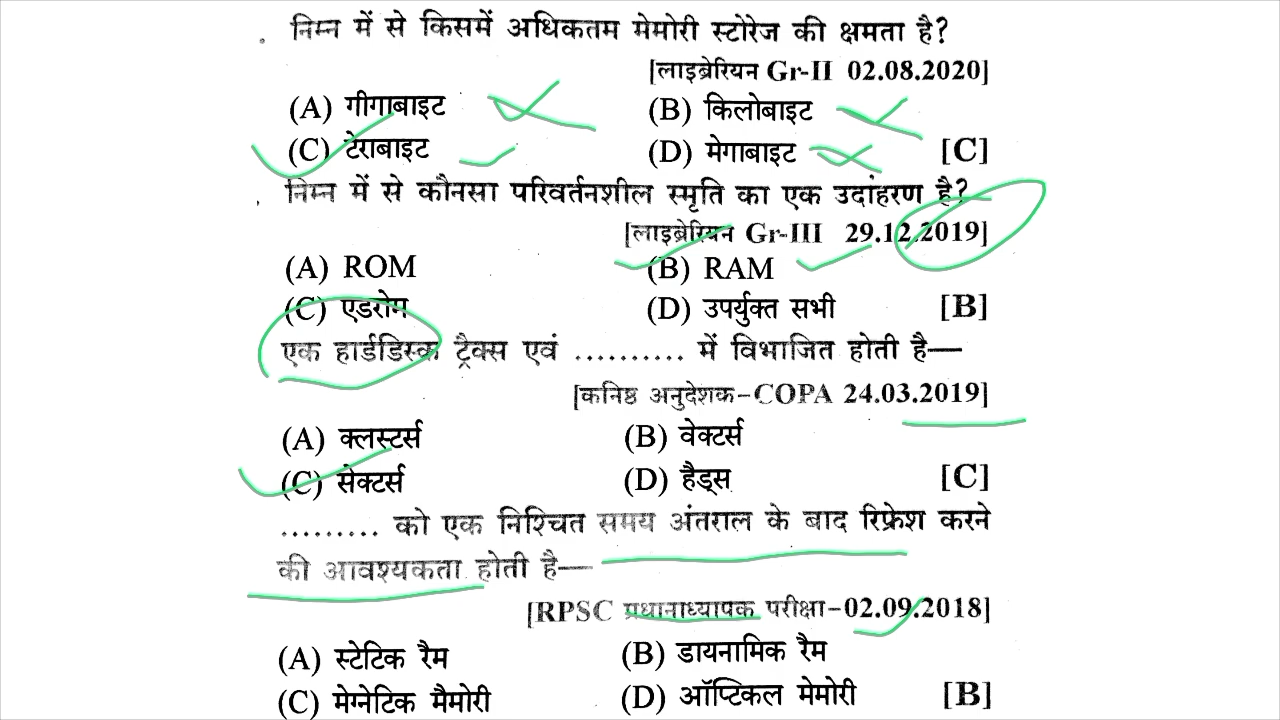 निम्न में से किसमें अधिकतम मेमोरी स्टोरेज की क्षमता है?
[लाइब्रेरियन Gr-II 02.08.2020]
(A) गीगाबाइट (B) किलोबाइट
(C) टेराबाइट (D) मेगाबाइट [C]
निम्न में से कौनसा परिवर्तनशील स्मृति का एक उदांहरण है?
[लाइब्रेरियन Gr-III 29.12.2019]
(A) ROM (B) RAM
(C) एडरोम (D) उपर्युक्त सभी [B]
एक हार्डडिस्क ट्रैक्स एवं .......... में विभाजित होती है—
[कनिष्ठ अनुदेशक-COPA 24.03.2019]
(A) क्लस्टर्स (B) वेक्टर्स
(C) सेक्टर्स (D) हैड्स [C]
......... को एक निश्चित समय अंतराल के बाद रिफ्रेश करने
की आवश्यकता होती है—
[RPSC प्रधानाध्यापक परीक्षा-02.09.2018]
(A) स्टेटिक रैम (B) डायनामिक रैम
(C) मेग्नेटिक मैमोरी (D) ऑप्टिकल मेमोरी [B]